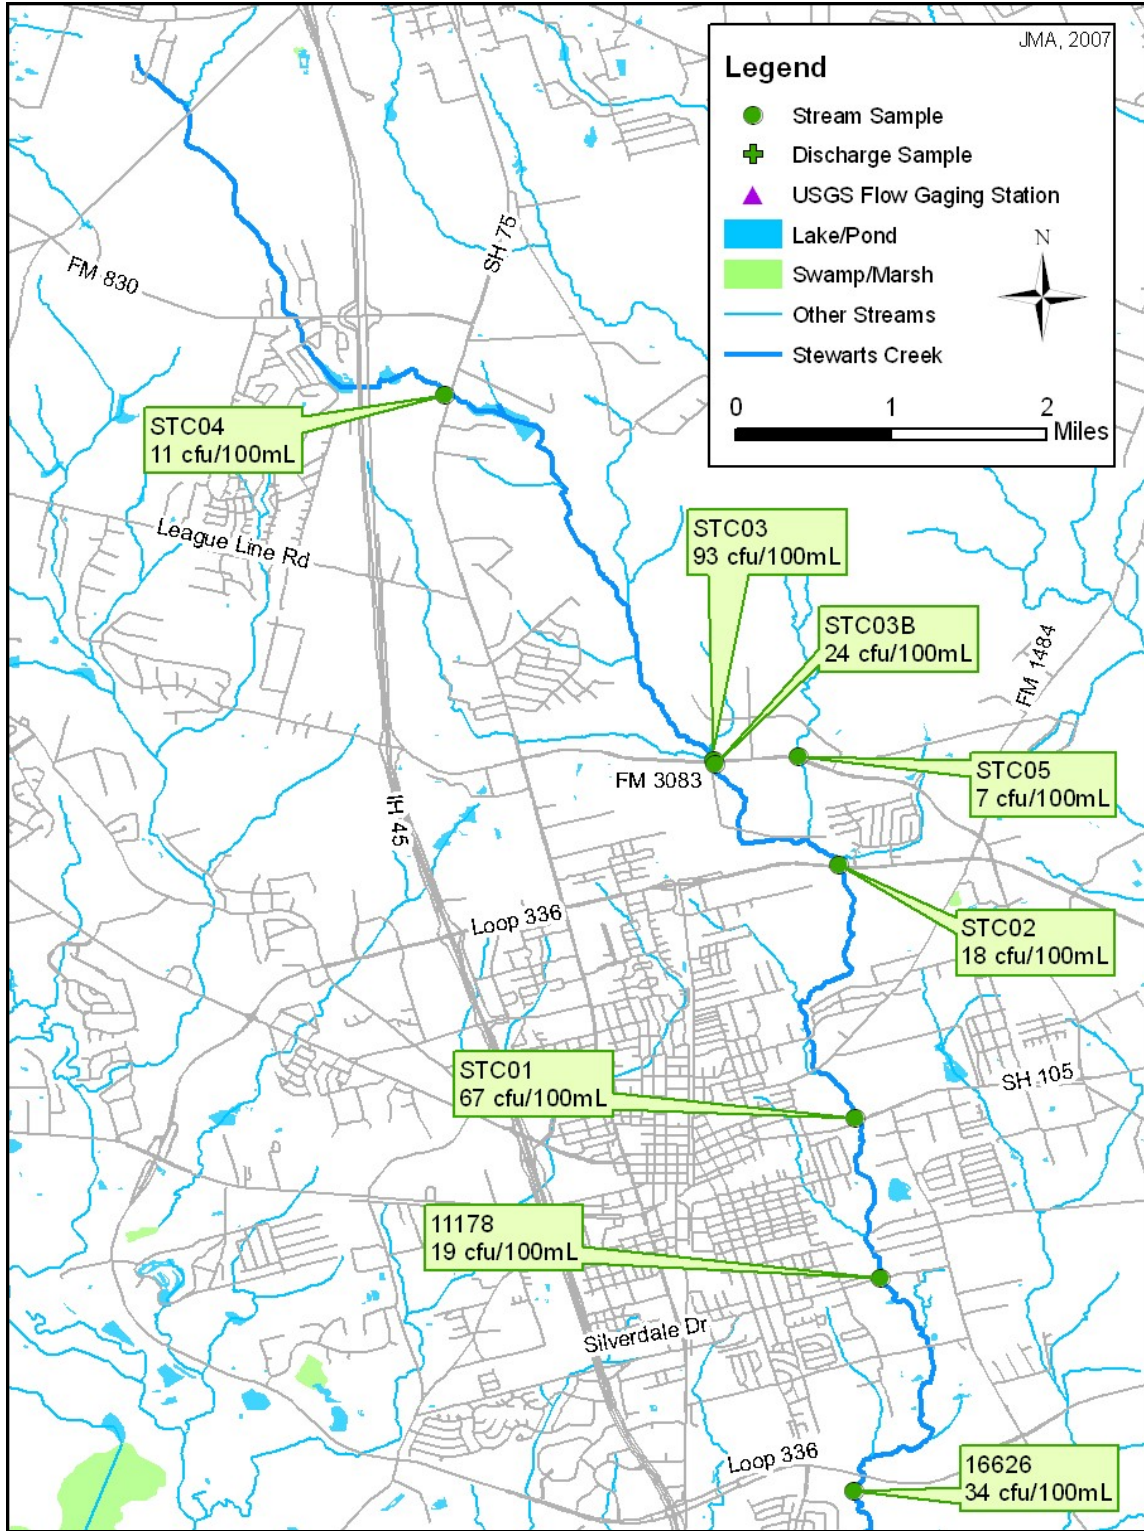 JMA, 2007
Legend
Stream Sample
Discharge Sample
USGS Flow Gaging Station
Lake/Pond
Swamp/Marsh
Other Streams
Stewarts Creek
N
0 1 2
Miles
SH 75
FM 830
STC04
11 cfu/100mL
League Line Rd
STC03
93 cfu/100mL
STC03B
24 cfu/100mL
FM 1484
FM 3083
STC05
7 cfu/100mL
IH 45
Loop 336
STC02
18 cfu/100mL
STC01
67 cfu/100mL
SH 105
11178
19 cfu/100mL
Silverdale Dr
Loop 336
16626
34 cfu/100mL